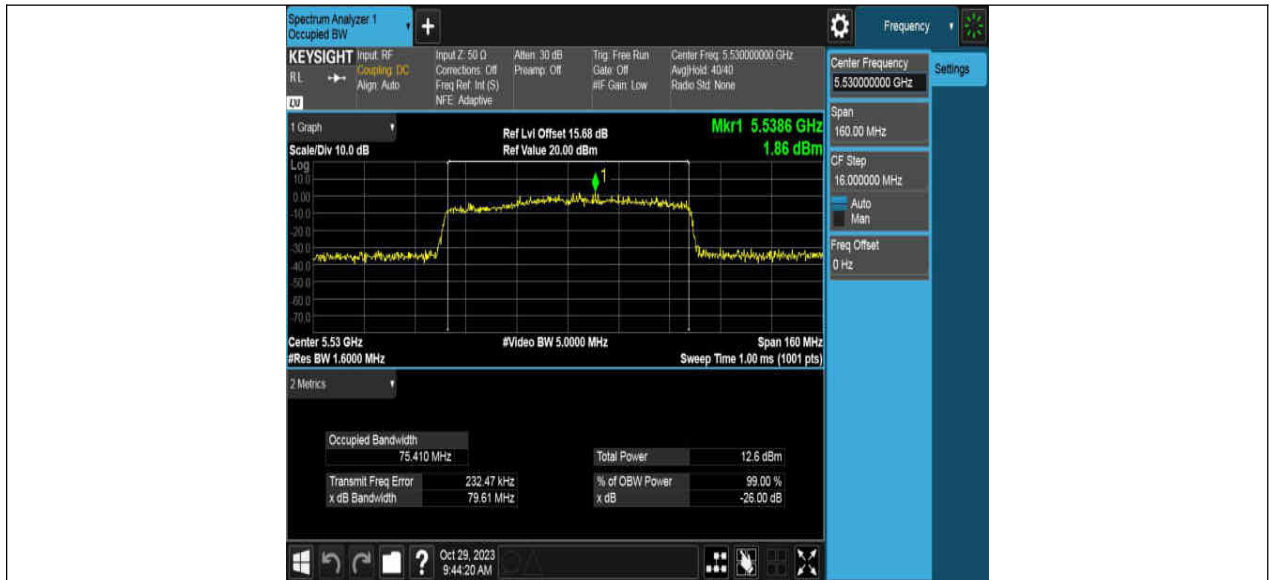 Spectrum Analyzer 1
Occupied BW
+
Frequency
KEYSIGHT
RL
LXI
Input: RF
Coupling: DC
Align: Auto
Input Z: 50 Ω
Corrections: Off
Freq Ref: Int (S)
NFE: Adaptive
Atten: 30 dB
Preamp: Off
Trig: Free Run
Gate: Off
#IF Gain: Low
Center Freq: 5.530000000 GHz
Avg|Hold: 40/40
Radio Std: None
Center Frequency
5.530000000 GHz
Settings
Span
160.00 MHz
CF Step
16.000000 MHz
Auto
Man
Freq Offset
0 Hz
1 Graph
Scale/Div 10.0 dB
Ref Lvl Offset 15.68 dB
Ref Value 20.00 dBm
Mkr1 5.5386 GHz
1.86 dBm
Log
10.0
0.00
-10.0
-20.0
-30.0
-40.0
-50.0
-60.0
-70.0
1
Center 5.53 GHz
#Video BW 5.0000 MHz
Span 160 MHz
#Res BW 1.6000 MHz
Sweep Time 1.00 ms (1001 pts)
2 Metrics
Occupied Bandwidth
75.410 MHz
Total Power 12.6 dBm
Transmit Freq Error 232.47 kHz
% of OBW Power 99.00 %
x dB Bandwidth 79.61 MHz
x dB -26.00 dB
?
Oct 29, 2023
9:44:20 AM